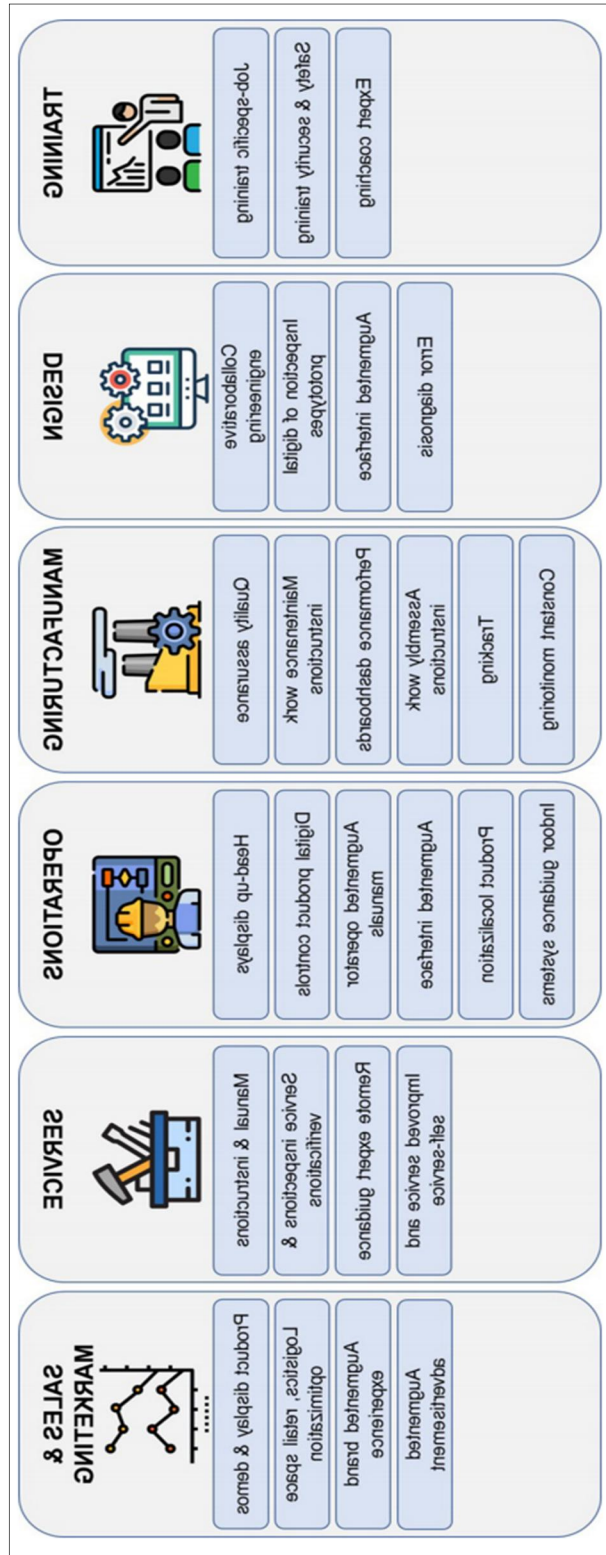 TRAINING
Job-specific training
Safety & security training
Expert coaching
DESIGN
Collaborative
engineering
Inspection of digital
prototypes
Augmented interface
Error diagnosis
MANUFACTURING
Quality assurance
Maintenance work
instructions
Performance dashboards
Assembly work
instructions
Tracking
Constant monitoring
OPERATIONS
Head-up displays
Digital product controls
Augmented operator
manuals
Augmented interface
Product localization
Indoor guidance systems
SERVICE
Manual & instructions
Service inspections &
verifications
Remote expert guidance
Improved service and
self-service
SALES &
MARKETING
Product display & demos
Logistics, retail space
optimization
Augmented brand
experience
Augmented
advertisement